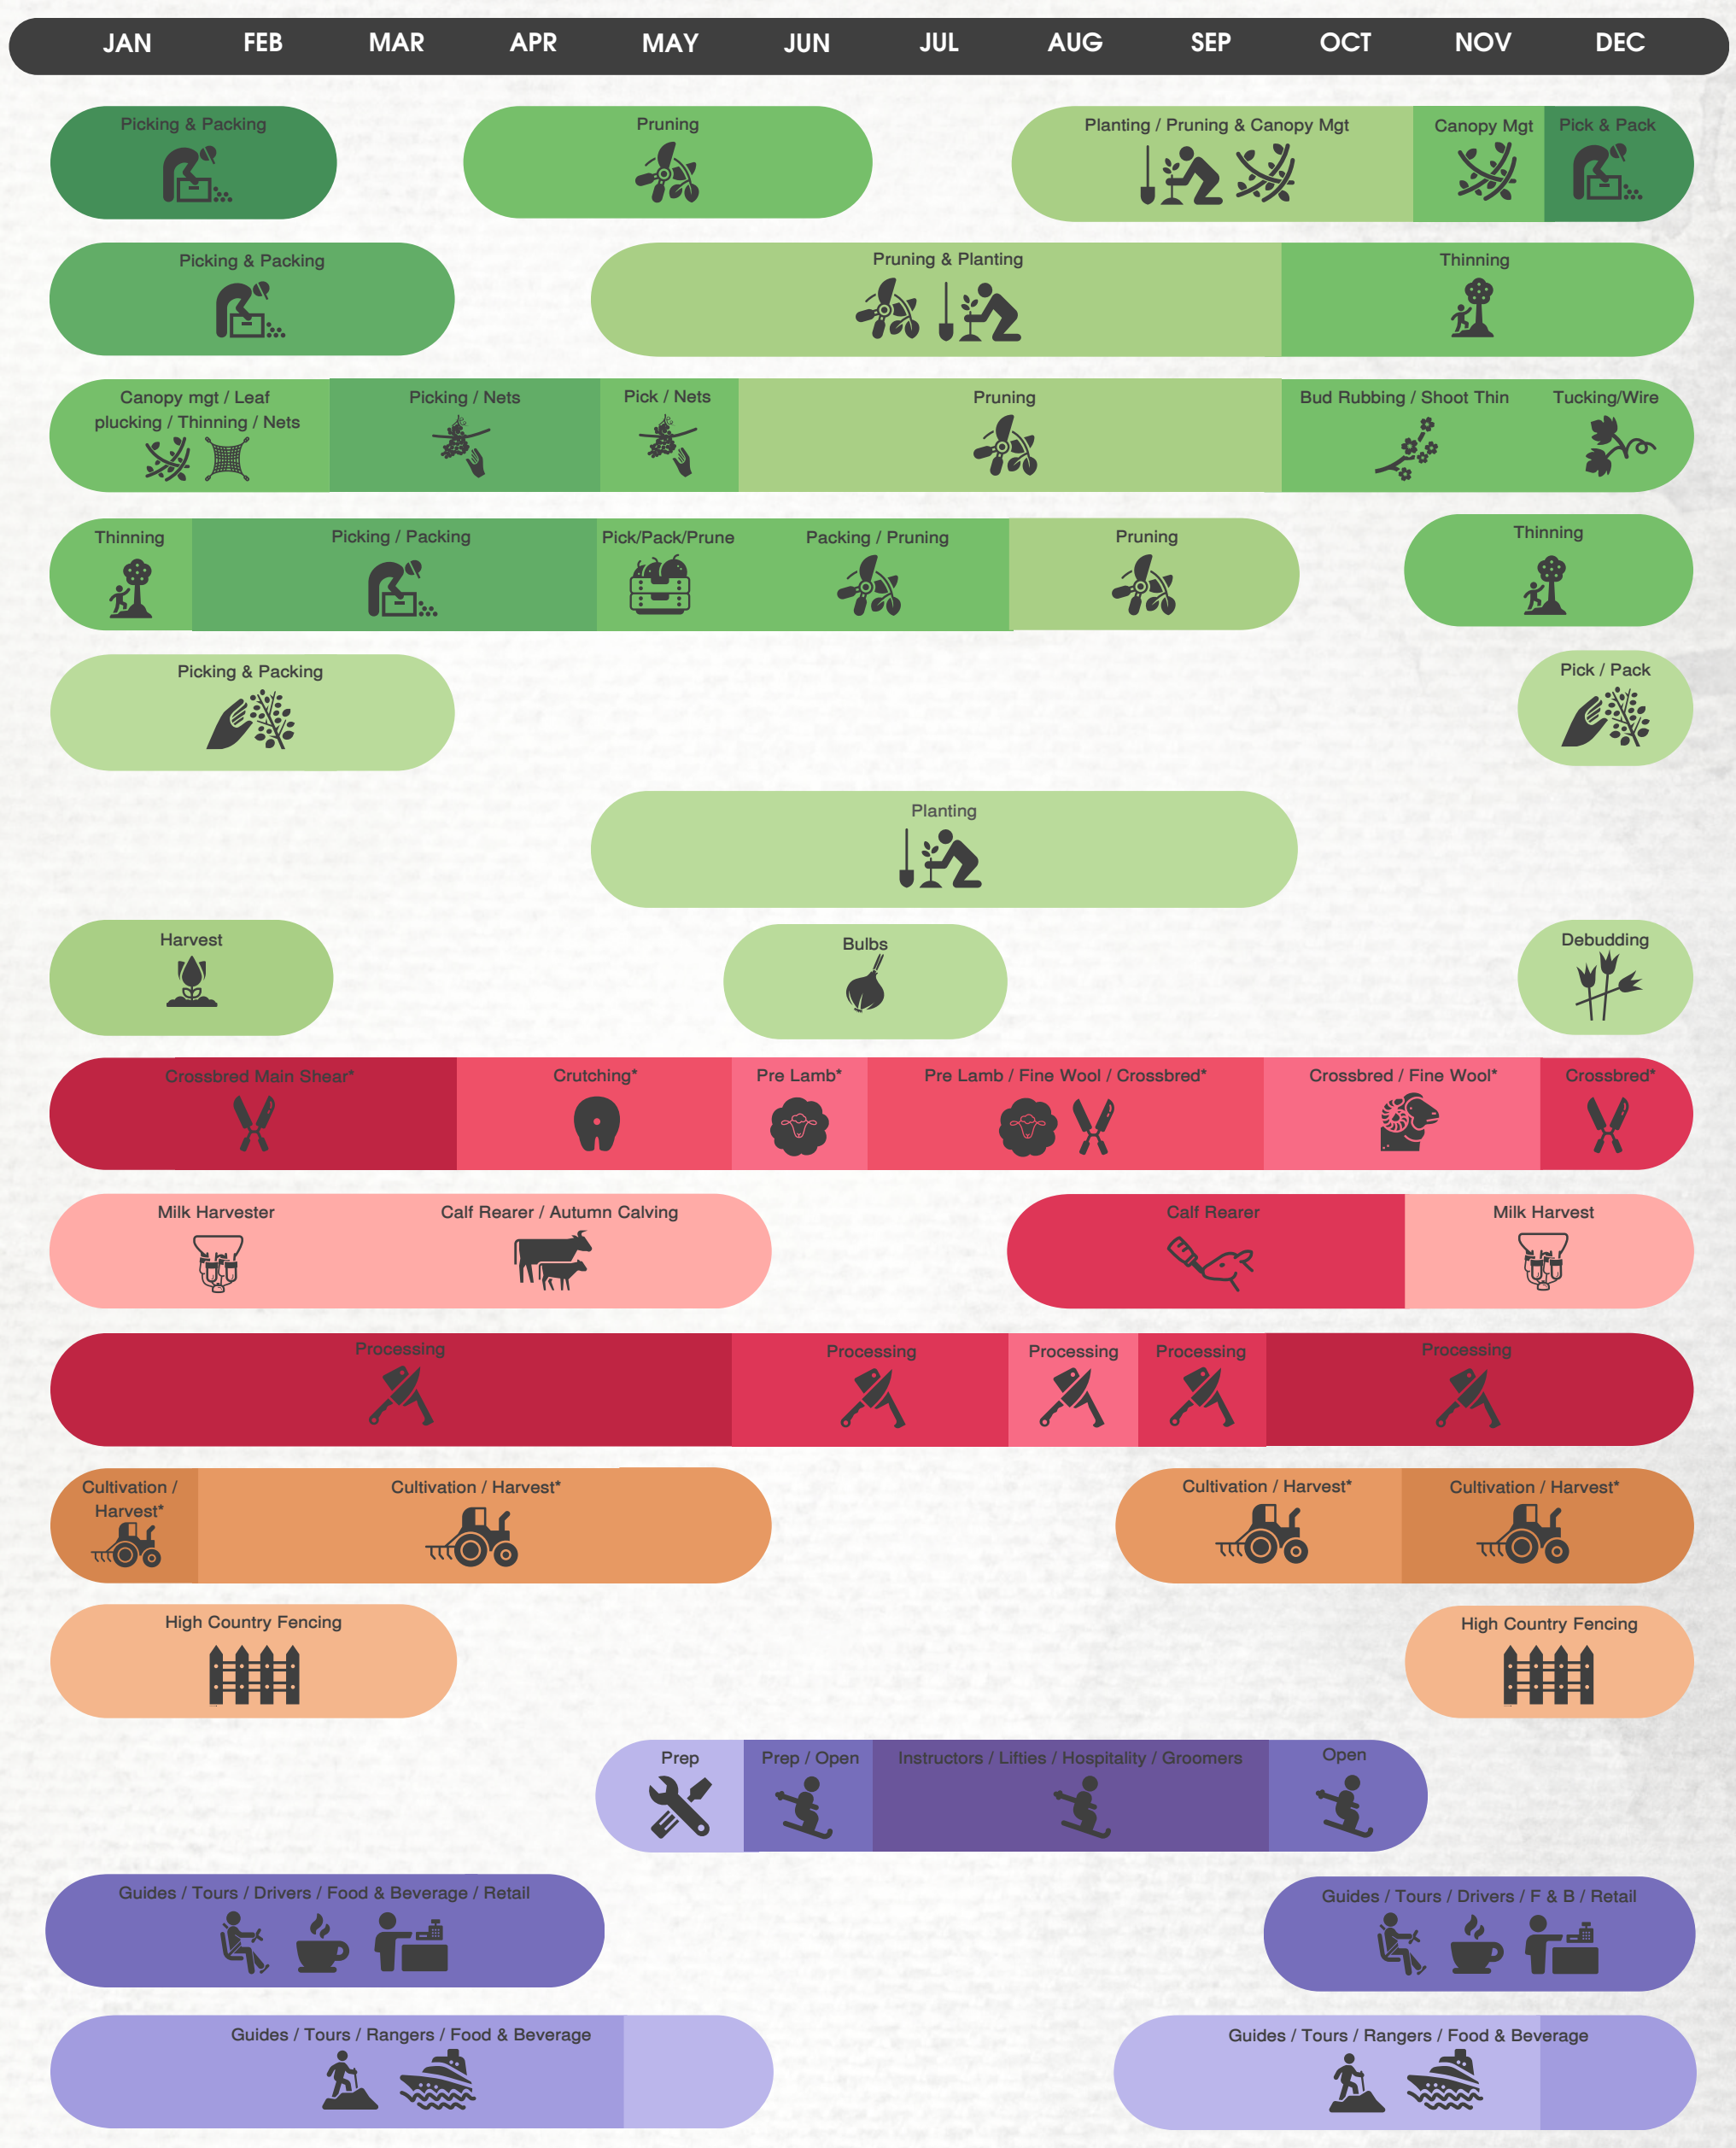 JAN FEB MAR APR MAY JUN JUL AUG SEP OCT NOV DEC
Picking & Packing Pruning Planting / Pruning & Canopy Mgt Canopy Mgt Pick & Pack
Picking & Packing Pruning & Planting Thinning
Canopy mgt / Leaf
plucking / Thinning / Nets
Picking / Nets Pick / Nets Pruning Bud Rubbing / Shoot Thin Tucking/Wire
Thinning Picking / Packing Pick/Pack/Prune Packing / Pruning Pruning Thinning
Picking & Packing Pick / Pack
Planting
Harvest Bulbs Debudding
Crossbred Main Shear* Crutching* Pre Lamb* Pre Lamb / Fine Wool / Crossbred* Crossbred / Fine Wool* Crossbred*
Milk Harvester Calf Rearer / Autumn Calving Calf Rearer Milk Harvest
Processing Processing Processing Processing Processing
Cultivation /
Harvest*
Cultivation / Harvest* Cultivation / Harvest* Cultivation / Harvest*
High Country Fencing High Country Fencing
Prep Prep / Open Instructors / Lifties / Hospitality / Groomers Open
Guides / Tours / Drivers / Food & Beverage / Retail Guides / Tours / Drivers / F & B / Retail
Guides / Tours / Rangers / Food & Beverage Guides / Tours / Rangers / Food & Beverage